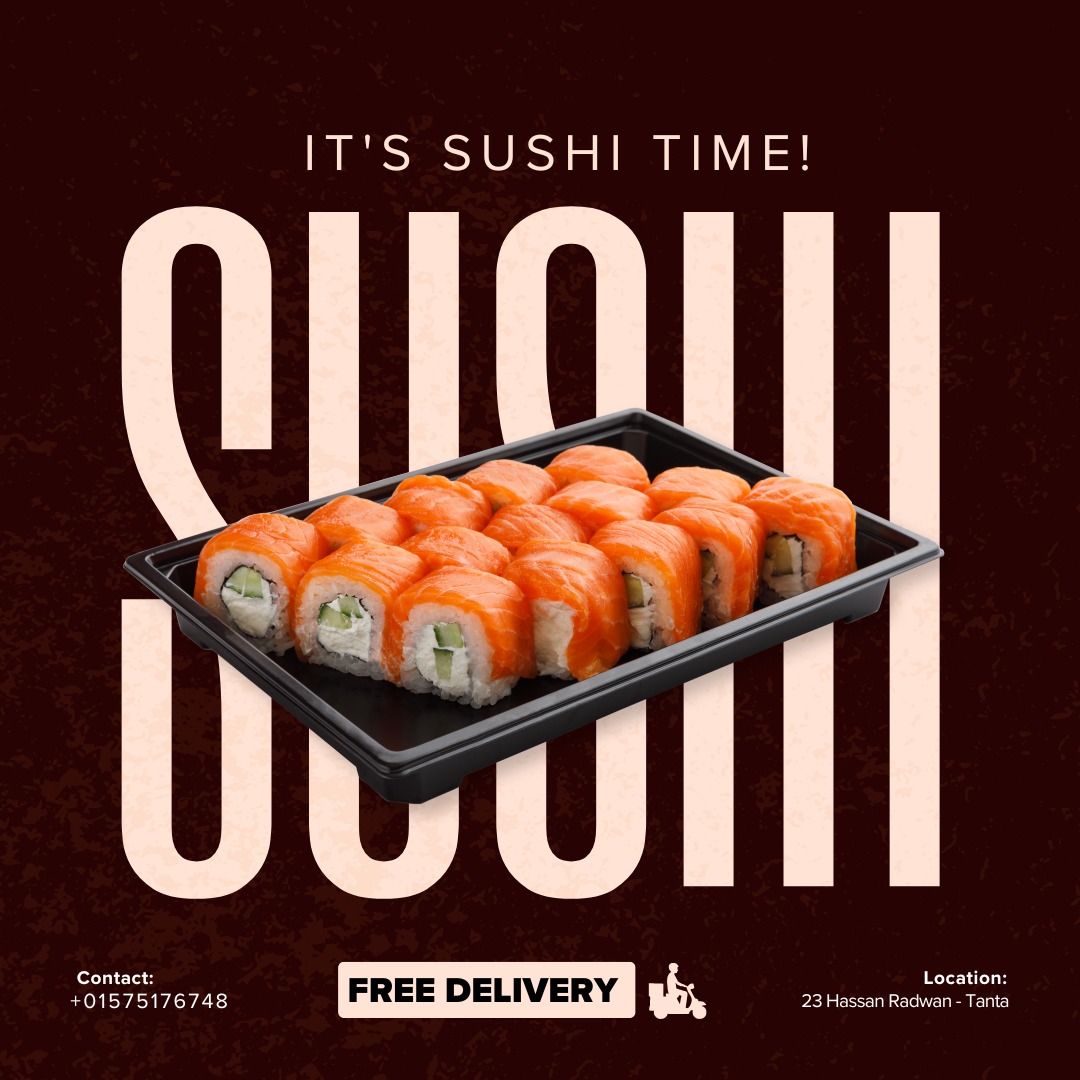 IT'S SUSHI TIME!
SUSHI
Contact:
+01575176748
FREE DELIVERY
Location:
23 Hassan Radwan - Tanta